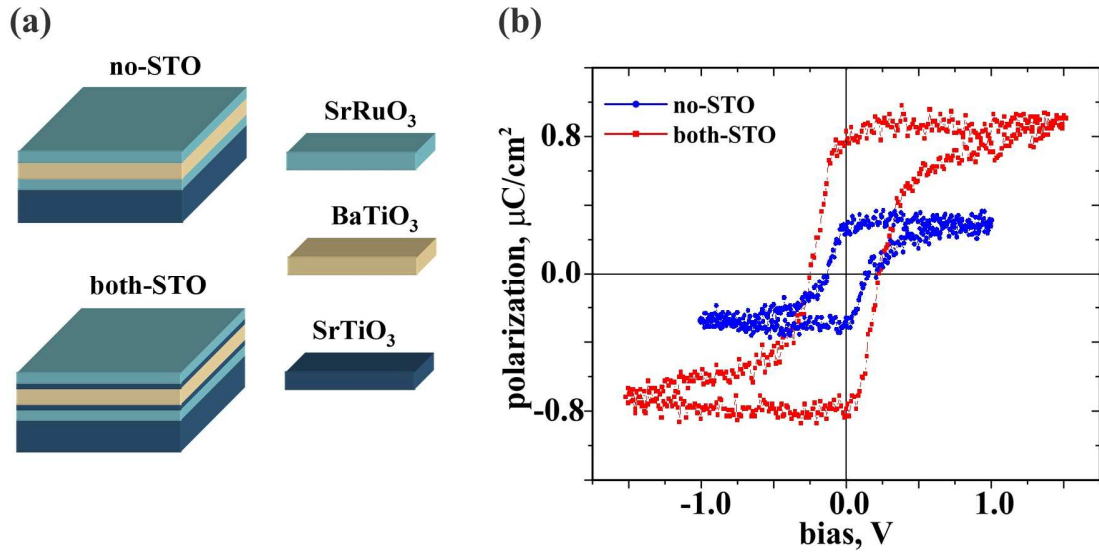 (a)
no-STO
SrRuO₃
BaTiO₃
both-STO
SrTiO₃
(b)
no-STO
both-STO
polarization, μC/cm²
0.8
0.0
-0.8
-1.0 0.0 1.0
bias, V